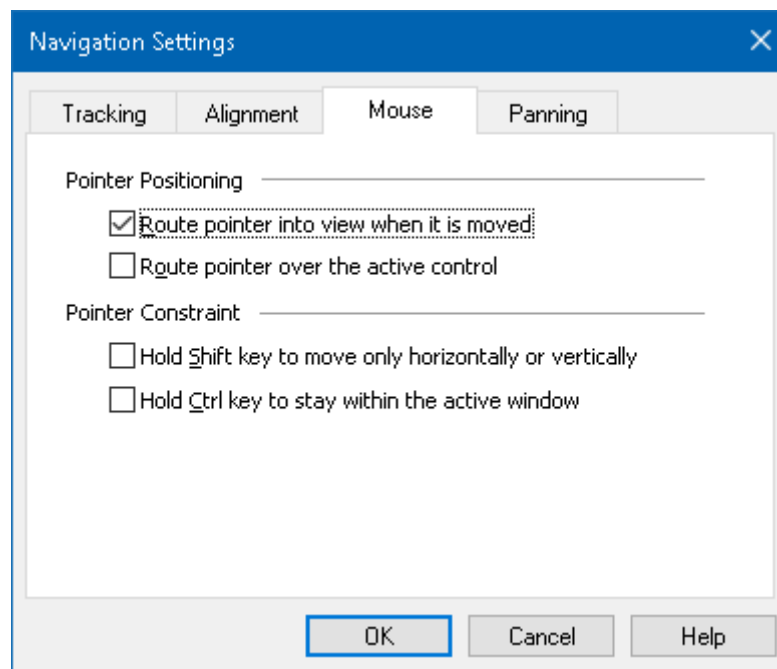 Navigation Settings
Tracking Alignment Mouse Panning
Pointer Positioning
Route pointer into view when it is moved
Route pointer over the active control
Pointer Constraint
Hold Shift key to move only horizontally or vertically
Hold Ctrl key to stay within the active window
OK Cancel Help